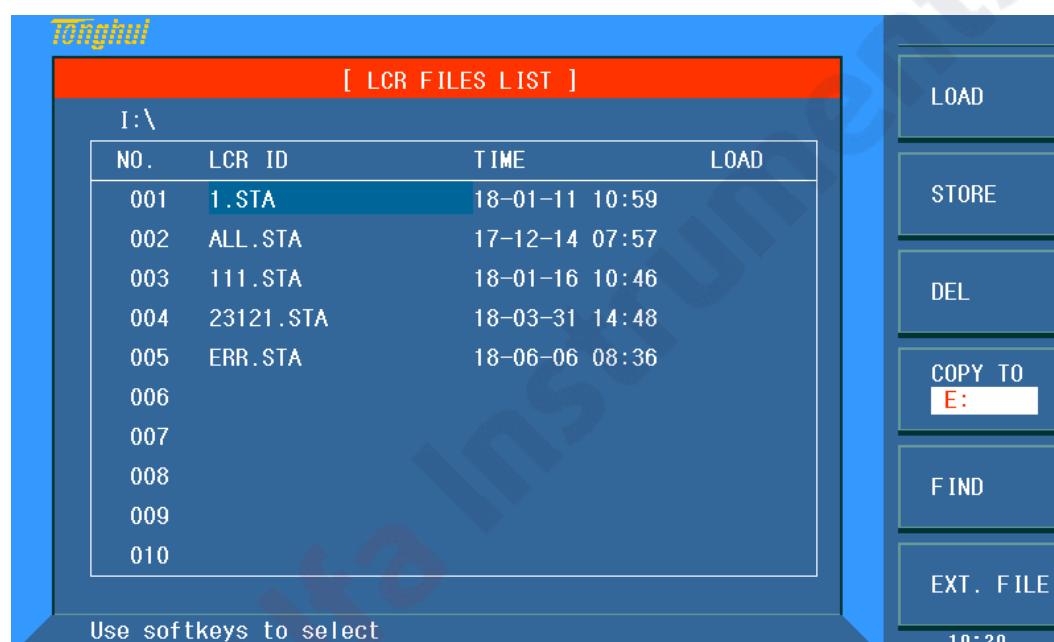 Tonghui
[ LCR FILES LIST ]
I:\
NO. LCR ID TIME LOAD
001 1.STA 18-01-11 10:59
002 ALL.STA 17-12-14 07:57
003 111.STA 18-01-16 10:46
004 23121.STA 18-03-31 14:48
005 ERR.STA 18-06-06 08:36
006
007
008
009
010
Use softkeys to select
LOAD
STORE
DEL
COPY TO
E:
FIND
EXT. FILE